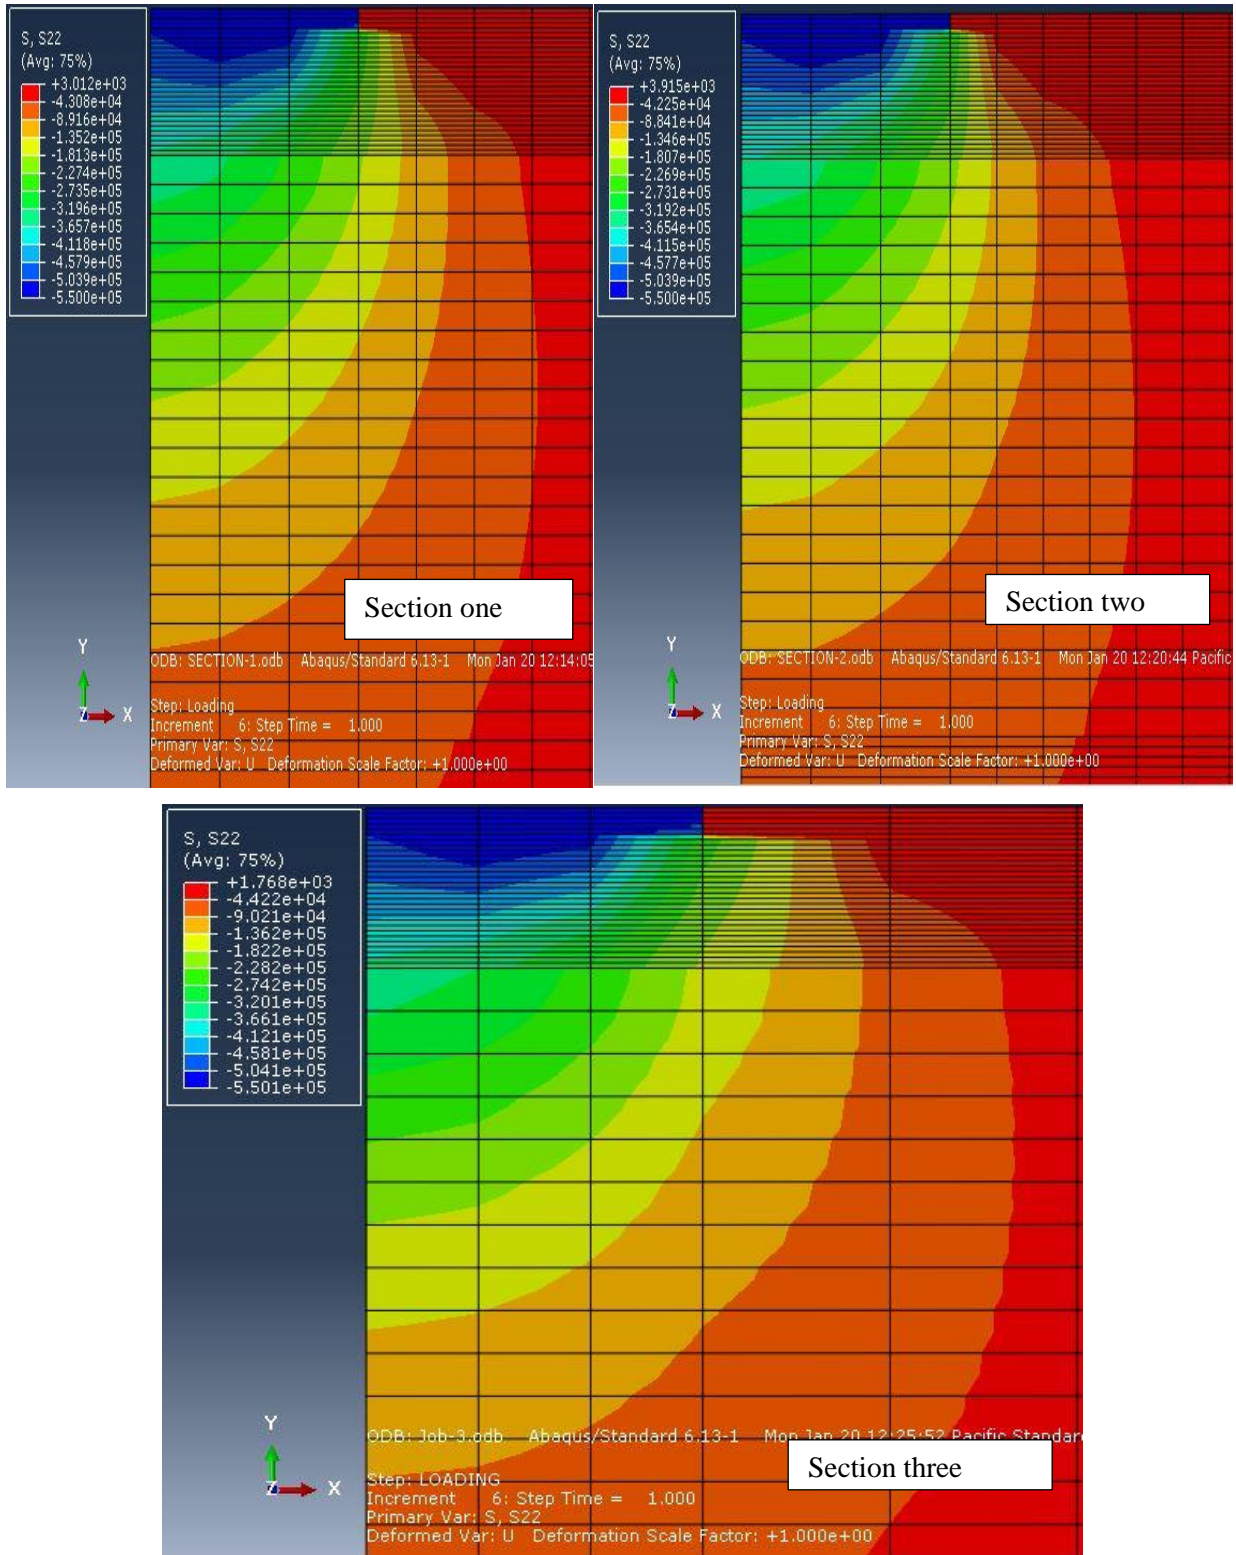 S, S22
(Avg: 75%)
+3.012e+03
-4.308e+04
-8.916e+04
-1.352e+05
-1.813e+05
-2.274e+05
-2.735e+05
-3.196e+05
-3.657e+05
-4.118e+05
-4.579e+05
-5.039e+05
-5.500e+05
Section one
Y
X
Z
ODB: SECTION-1.odb Abaqus/Standard 6.13-1 Mon Jan 20 12:14:05
Step: Loading
Increment 6: Step Time = 1.000
Primary Var: S, S22
Deformed Var: U Deformation Scale Factor: +1.000e+00
S, S22
(Avg: 75%)
+3.915e+03
-4.225e+04
-8.841e+04
-1.346e+05
-1.807e+05
-2.269e+05
-2.731e+05
-3.192e+05
-3.654e+05
-4.115e+05
-4.577e+05
-5.039e+05
-5.500e+05
Section two
Y
X
Z
ODB: SECTION-2.odb Abaqus/Standard 6.13-1 Mon Jan 20 12:20:44 Pacific
Step: Loading
Increment 6: Step Time = 1.000
Primary Var: S, S22
Deformed Var: U Deformation Scale Factor: +1.000e+00
S, S22
(Avg: 75%)
+1.768e+03
-4.422e+04
-9.021e+04
-1.362e+05
-1.822e+05
-2.282e+05
-2.742e+05
-3.201e+05
-3.661e+05
-4.121e+05
-4.581e+05
-5.041e+05
-5.501e+05
Y
X
Z
ODB: Job-3.odb Abaqus/Standard 6.13-1 Mon Jan 20 12:25:52 Pacific Standar
Section three
Step: LOADING
Increment 6: Step Time = 1.000
Primary Var: S, S22
Deformed Var: U Deformation Scale Factor: +1.000e+00